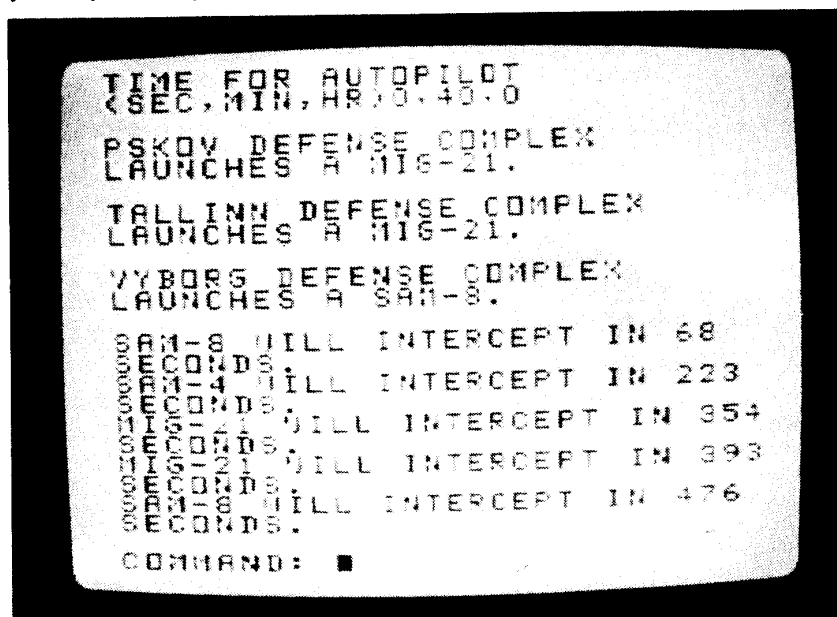 TIME FOR AUTOPILOT
(SEC,MIN,HR)0,40,0
PSKOV DEFENSE COMPLEX
LAUNCHES A MIG-21.
TALLINN DEFENSE COMPLEX
LAUNCHES A MIG-21.
VYBORG DEFENSE COMPLEX
LAUNCHES A SAM-8.
SAM-8 WILL INTERCEPT IN 68
SECONDS.
SAM-4 WILL INTERCEPT IN 223
SECONDS.
MIG-21 WILL INTERCEPT IN 354
SECONDS.
MIG-21 WILL INTERCEPT IN 393
SECONDS.
SAM-8 WILL INTERCEPT IN 476
SECONDS.
COMMAND: